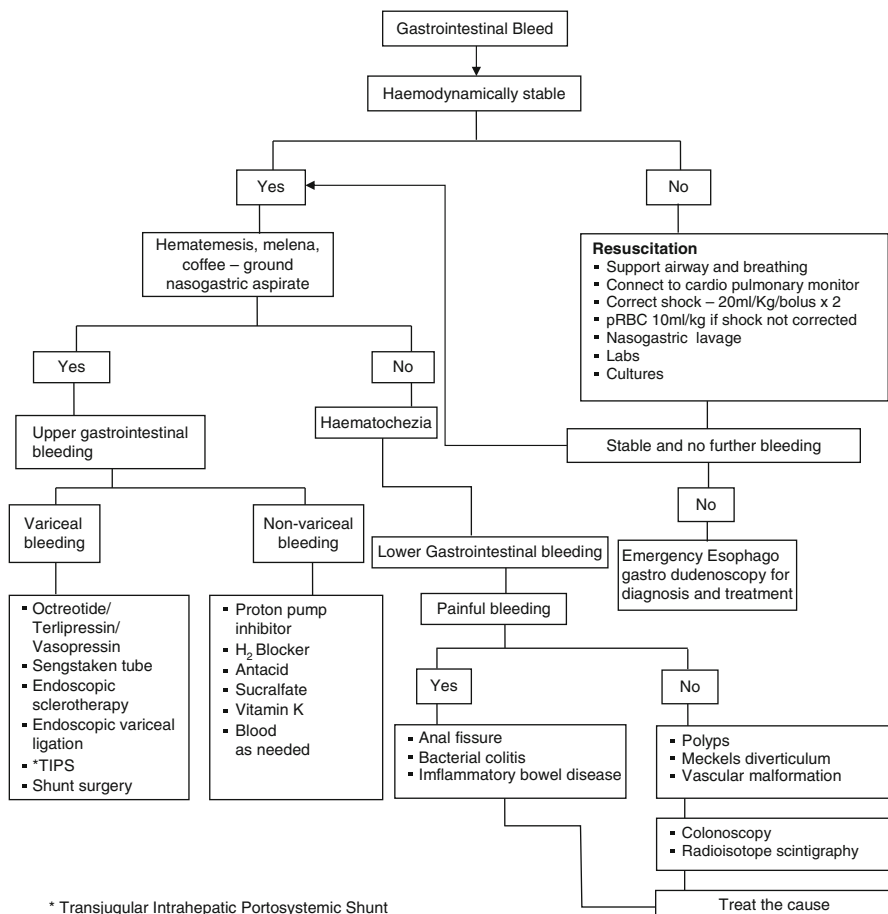 Gastrointestinal Bleed
Haemodynamically stable
Yes
No
Hematemesis, melena,
coffee – ground
nasogastric aspirate
Resuscitation
▪ Support airway and breathing
▪ Connect to cardio pulmonary monitor
▪ Correct shock – 20ml/Kg/bolus x 2
▪ pRBC 10ml/kg if shock not corrected
▪ Nasogastric lavage
▪ Labs
▪ Cultures
Yes
No
Upper gastrointestinal
bleeding
Haematochezia
Stable and no further bleeding
No
Variceal
bleeding
Non-variceal
bleeding
Lower Gastrointestinal bleeding
Emergency Esophago
gastro dudenoscopy for
diagnosis and treatment
▪ Octreotide/
Terlipressin/
Vasopressin
▪ Sengstaken tube
▪ Endoscopic
sclerotherapy
▪ Endoscopic variceal
ligation
▪ *TIPS
▪ Shunt surgery
▪ Proton pump
inhibitor
▪ H₂ Blocker
▪ Antacid
▪ Sucralfate
▪ Vitamin K
▪ Blood
as needed
Painful bleeding
Yes
No
▪ Anal fissure
▪ Bacterial colitis
▪ Imflammatory bowel disease
▪ Polyps
▪ Meckels diverticulum
▪ Vascular malformation
▪ Colonoscopy
▪ Radioisotope scintigraphy
Treat the cause
* Transjugular Intrahepatic Portosystemic Shunt